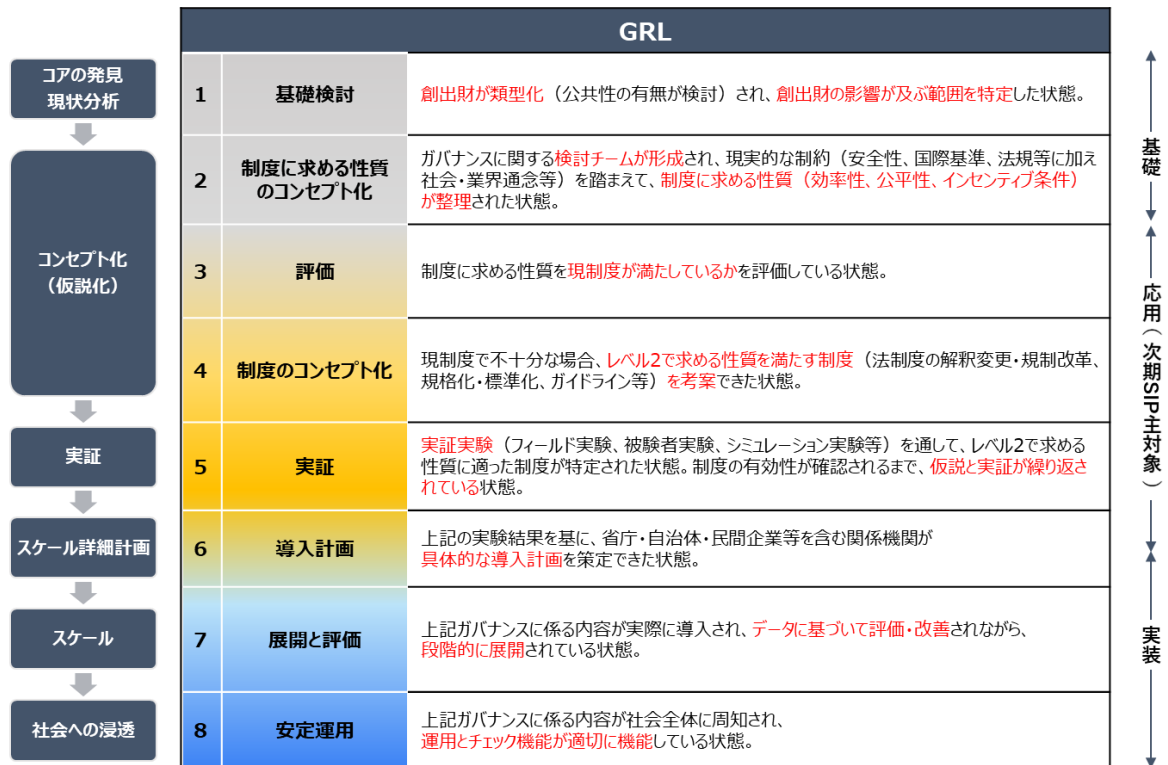 GRL
コアの発見
現状分析
1
基礎検討
創出財が類型化（公共性の有無が検討）され、創出財の影響が及ぶ範囲を特定した状態。
コンセプト化
（仮説化）
2
制度に求める性質
のコンセプト化
ガバナンスに関する検討チームが形成され、現実的な制約（安全性、国際基準、法規等に加え
社会・業界通念等）を踏まえて、制度に求める性質（効率性、公平性、インセンティブ条件）
が整理された状態。
3
評価
制度に求める性質を現制度が満たしているかを評価している状態。
4
制度のコンセプト化
現制度で不十分な場合、レベル2で求める性質を満たす制度（法制度の解釈変更・規制改革、
規格化・標準化、ガイドライン等）を考案できた状態。
実証
5
実証
実証実験（フィールド実験、被験者実験、シミュレーション実験等）を通して、レベル2で求める
性質に適った制度が特定された状態。制度の有効性が確認されるまで、仮説と実証が繰り返さ
れている状態。
スケール詳細計画
6
導入計画
上記の実験結果を基に、省庁・自治体・民間企業等を含む関係機関が
具体的な導入計画を策定できた状態。
スケール
7
展開と評価
上記ガバナンスに係る内容が実際に導入され、データに基づいて評価・改善されながら、
段階的に展開されている状態。
社会への浸透
8
安定運用
上記ガバナンスに係る内容が社会全体に周知され、
運用とチェック機能が適切に機能している状態。
基礎
応用（次期SIP主対象）
実装